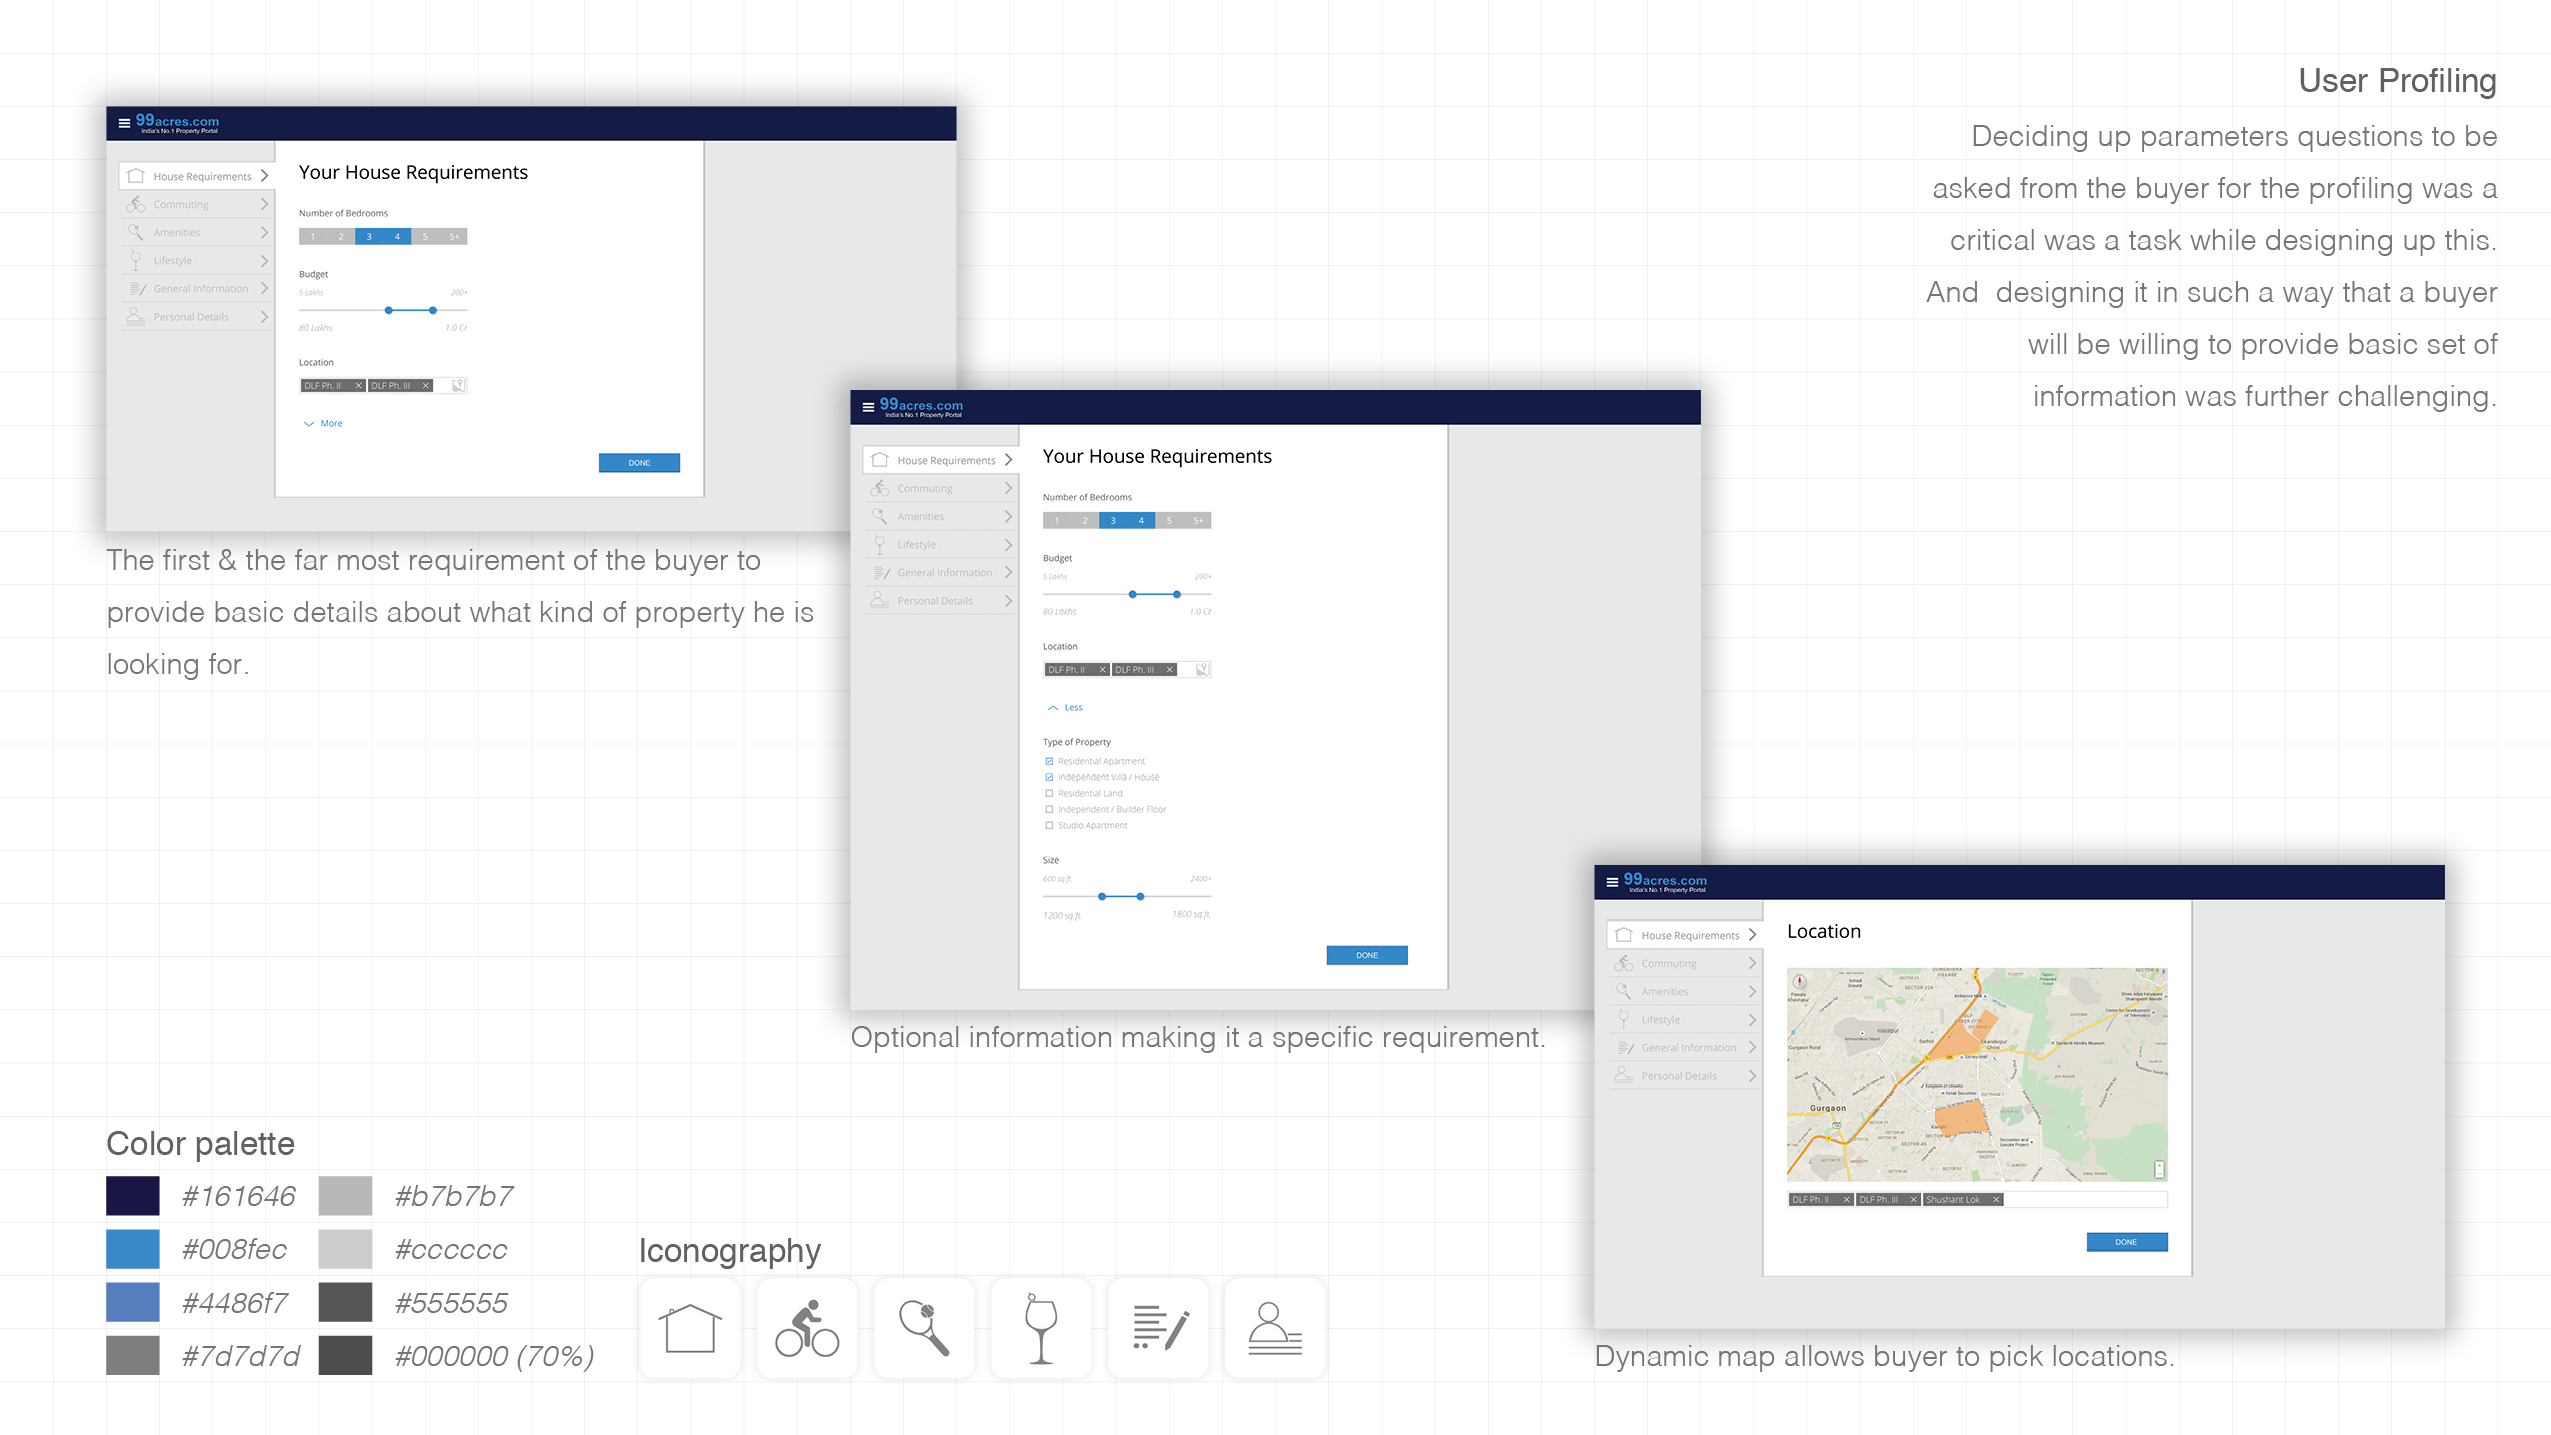 User Profiling
Deciding up parameters questions to be
asked from the buyer for the profiling was a
critical was a task while designing up this.
And designing it in such a way that a buyer
will be willing to provide basic set of
information was further challenging.
99acres.com
India's No.1 Property Portal
House Requirements
Commuting
Amenities
Lifestyle
General Information
Personal Details
Your House Requirements
Number of Bedrooms
1 2 3 4 5 5+
Budget
5 Lakhs 200+
80 Lakhs 1.0 Cr
Location
DLF Ph. II × DLF Ph. III ×
More
DONE
The first & the far most requirement of the buyer to
provide basic details about what kind of property he is
looking for.
99acres.com
India's No.1 Property Portal
House Requirements
Commuting
Amenities
Lifestyle
General Information
Personal Details
Your House Requirements
Number of Bedrooms
1 2 3 4 5 5+
Budget
5 Lakhs 200+
80 Lakhs 1.0 Cr
Location
DLF Ph. II × DLF Ph. III ×
Less
Type of Property
Residential Apartment
Independent Villa / House
Residential Land
Independent / Builder Floor
Studio Apartment
Size
600 sq.ft. 2400+
1200 sq.ft. 1800 sq.ft.
DONE
Optional information making it a specific requirement.
99acres.com
India's No.1 Property Portal
House Requirements
Commuting
Amenities
Lifestyle
General Information
Personal Details
Location
Gurgaon
DLF Ph. II × DLF Ph. III × Shushant Lok ×
DONE
Dynamic map allows buyer to pick locations.
Color palette
#161646 #b7b7b7
#008fec #cccccc
#4486f7 #555555
#7d7d7d #000000 (70%)
Iconography